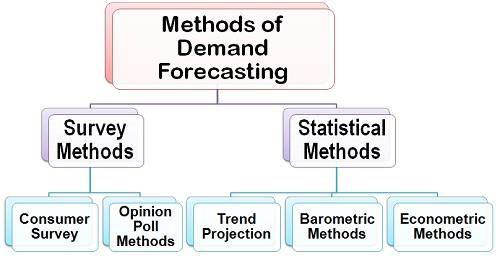 Methods of
Demand
Forecasting
Survey
Methods
Statistical
Methods
Consumer
Survey
Opinion
Poll
Methods
Trend
Projection
Barometric
Methods
Econometric
Methods